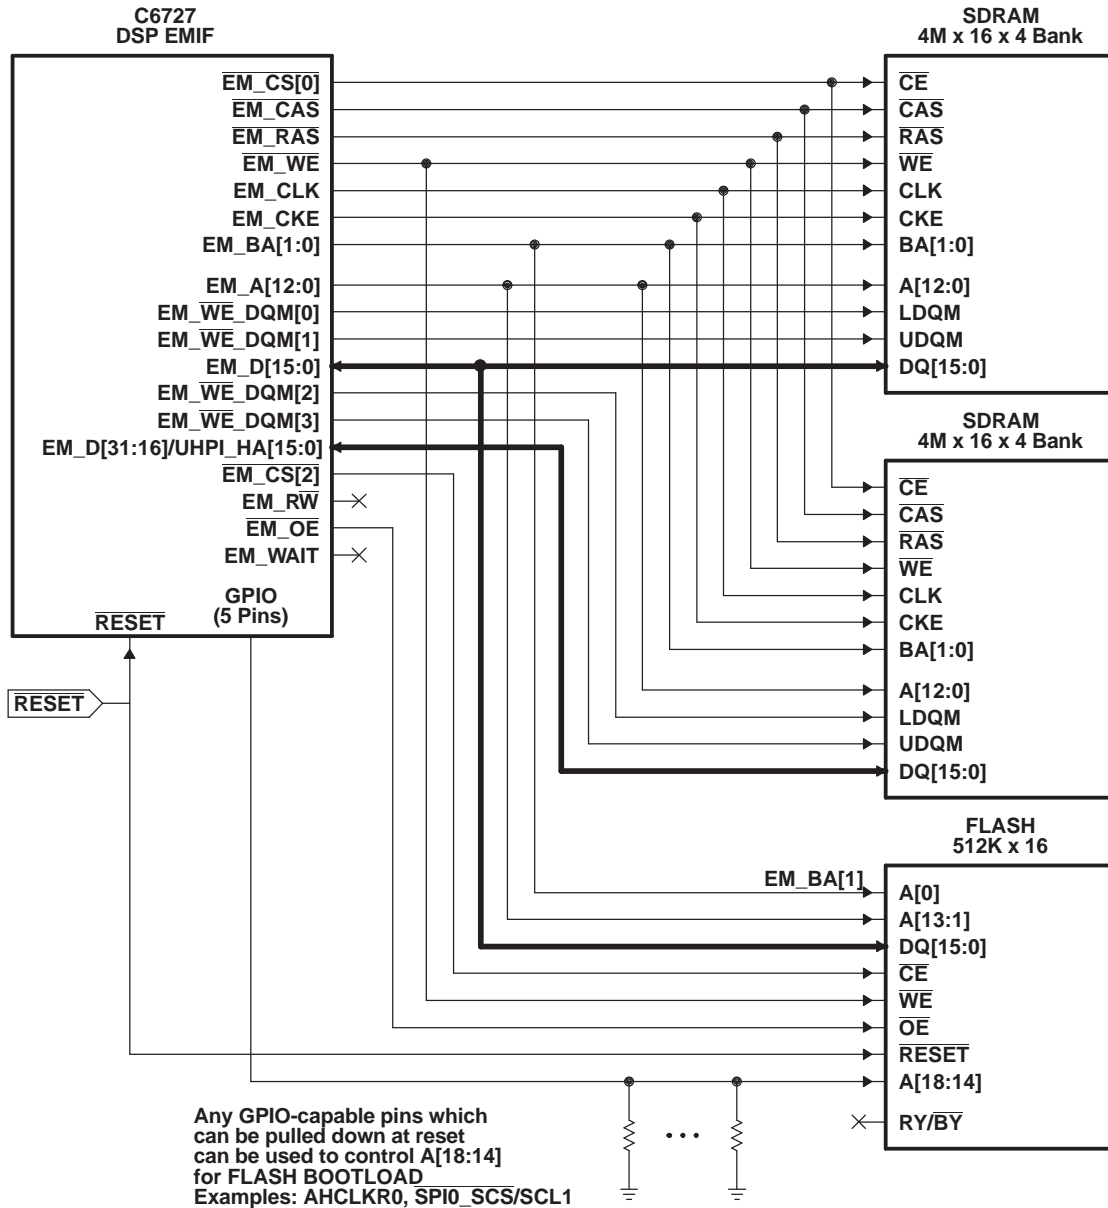 C6727
DSP EMIF
EM_CS[0]
EM_CAS
EM_RAS
EM_WE
EM_CLK
EM_CKE
EM_BA[1:0]
EM_A[12:0]
EM_WE_DQM[0]
EM_WE_DQM[1]
EM_D[15:0]
EM_WE_DQM[2]
EM_WE_DQM[3]
EM_D[31:16]/UHPI_HA[15:0]
EM_CS[2]
EM_RW
EM_OE
EM_WAIT
GPIO
(5 Pins)
RESET
RESET
SDRAM
4M x 16 x 4 Bank
CE
CAS
RAS
WE
CLK
CKE
BA[1:0]
A[12:0]
LDQM
UDQM
DQ[15:0]
SDRAM
4M x 16 x 4 Bank
CE
CAS
RAS
WE
CLK
CKE
BA[1:0]
A[12:0]
LDQM
UDQM
DQ[15:0]
FLASH
512K x 16
EM_BA[1]
A[0]
A[13:1]
DQ[15:0]
CE
WE
OE
RESET
A[18:14]
RY/BY
Any GPIO-capable pins which
can be pulled down at reset
can be used to control A[18:14]
for FLASH BOOTLOAD
Examples: AHCLKR0, SPI0_SCS/SCL1